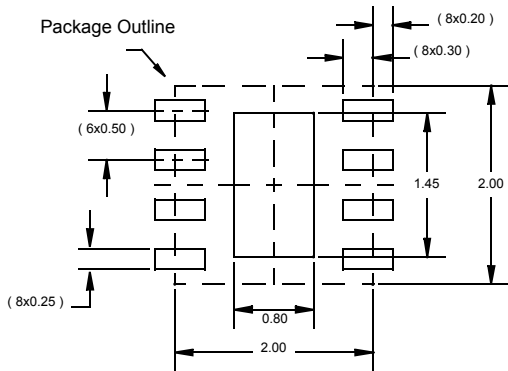 ( 8x0.20 )
Package Outline
( 8x0.30 )
( 6x0.50 )
1.45
2.00
( 8x0.25 )
0.80
2.00